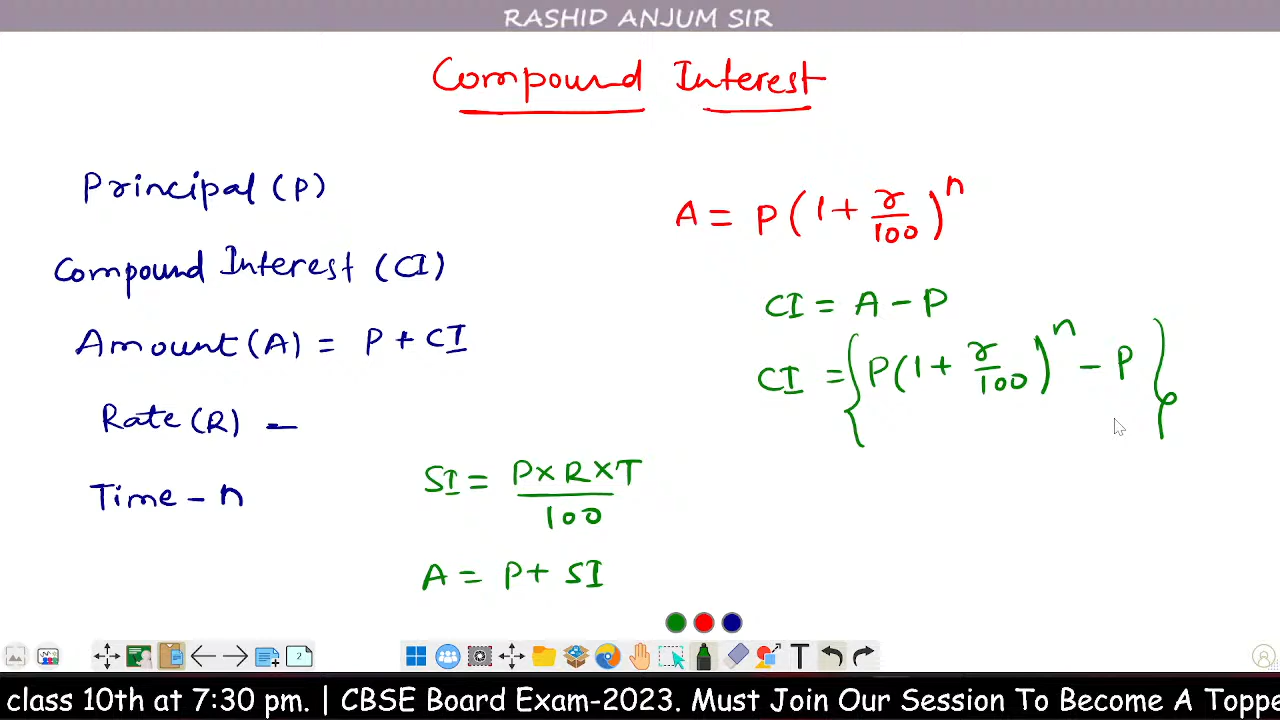 RASHID ANJUM SIR
Compound Interest
Principal (P)
Compound Interest (CI)
Amount (A) = P + CI
Rate (R) –
Time – n
A = P(1 + r/100)^n
CI = A – P
CI = {P(1 + r/100)^n – P}
SI = P×R×T/100
A = P + SI
7
class 10th at 7:30 pm. | CBSE Board Exam-2023. Must Join Our Session To Become A Toppe